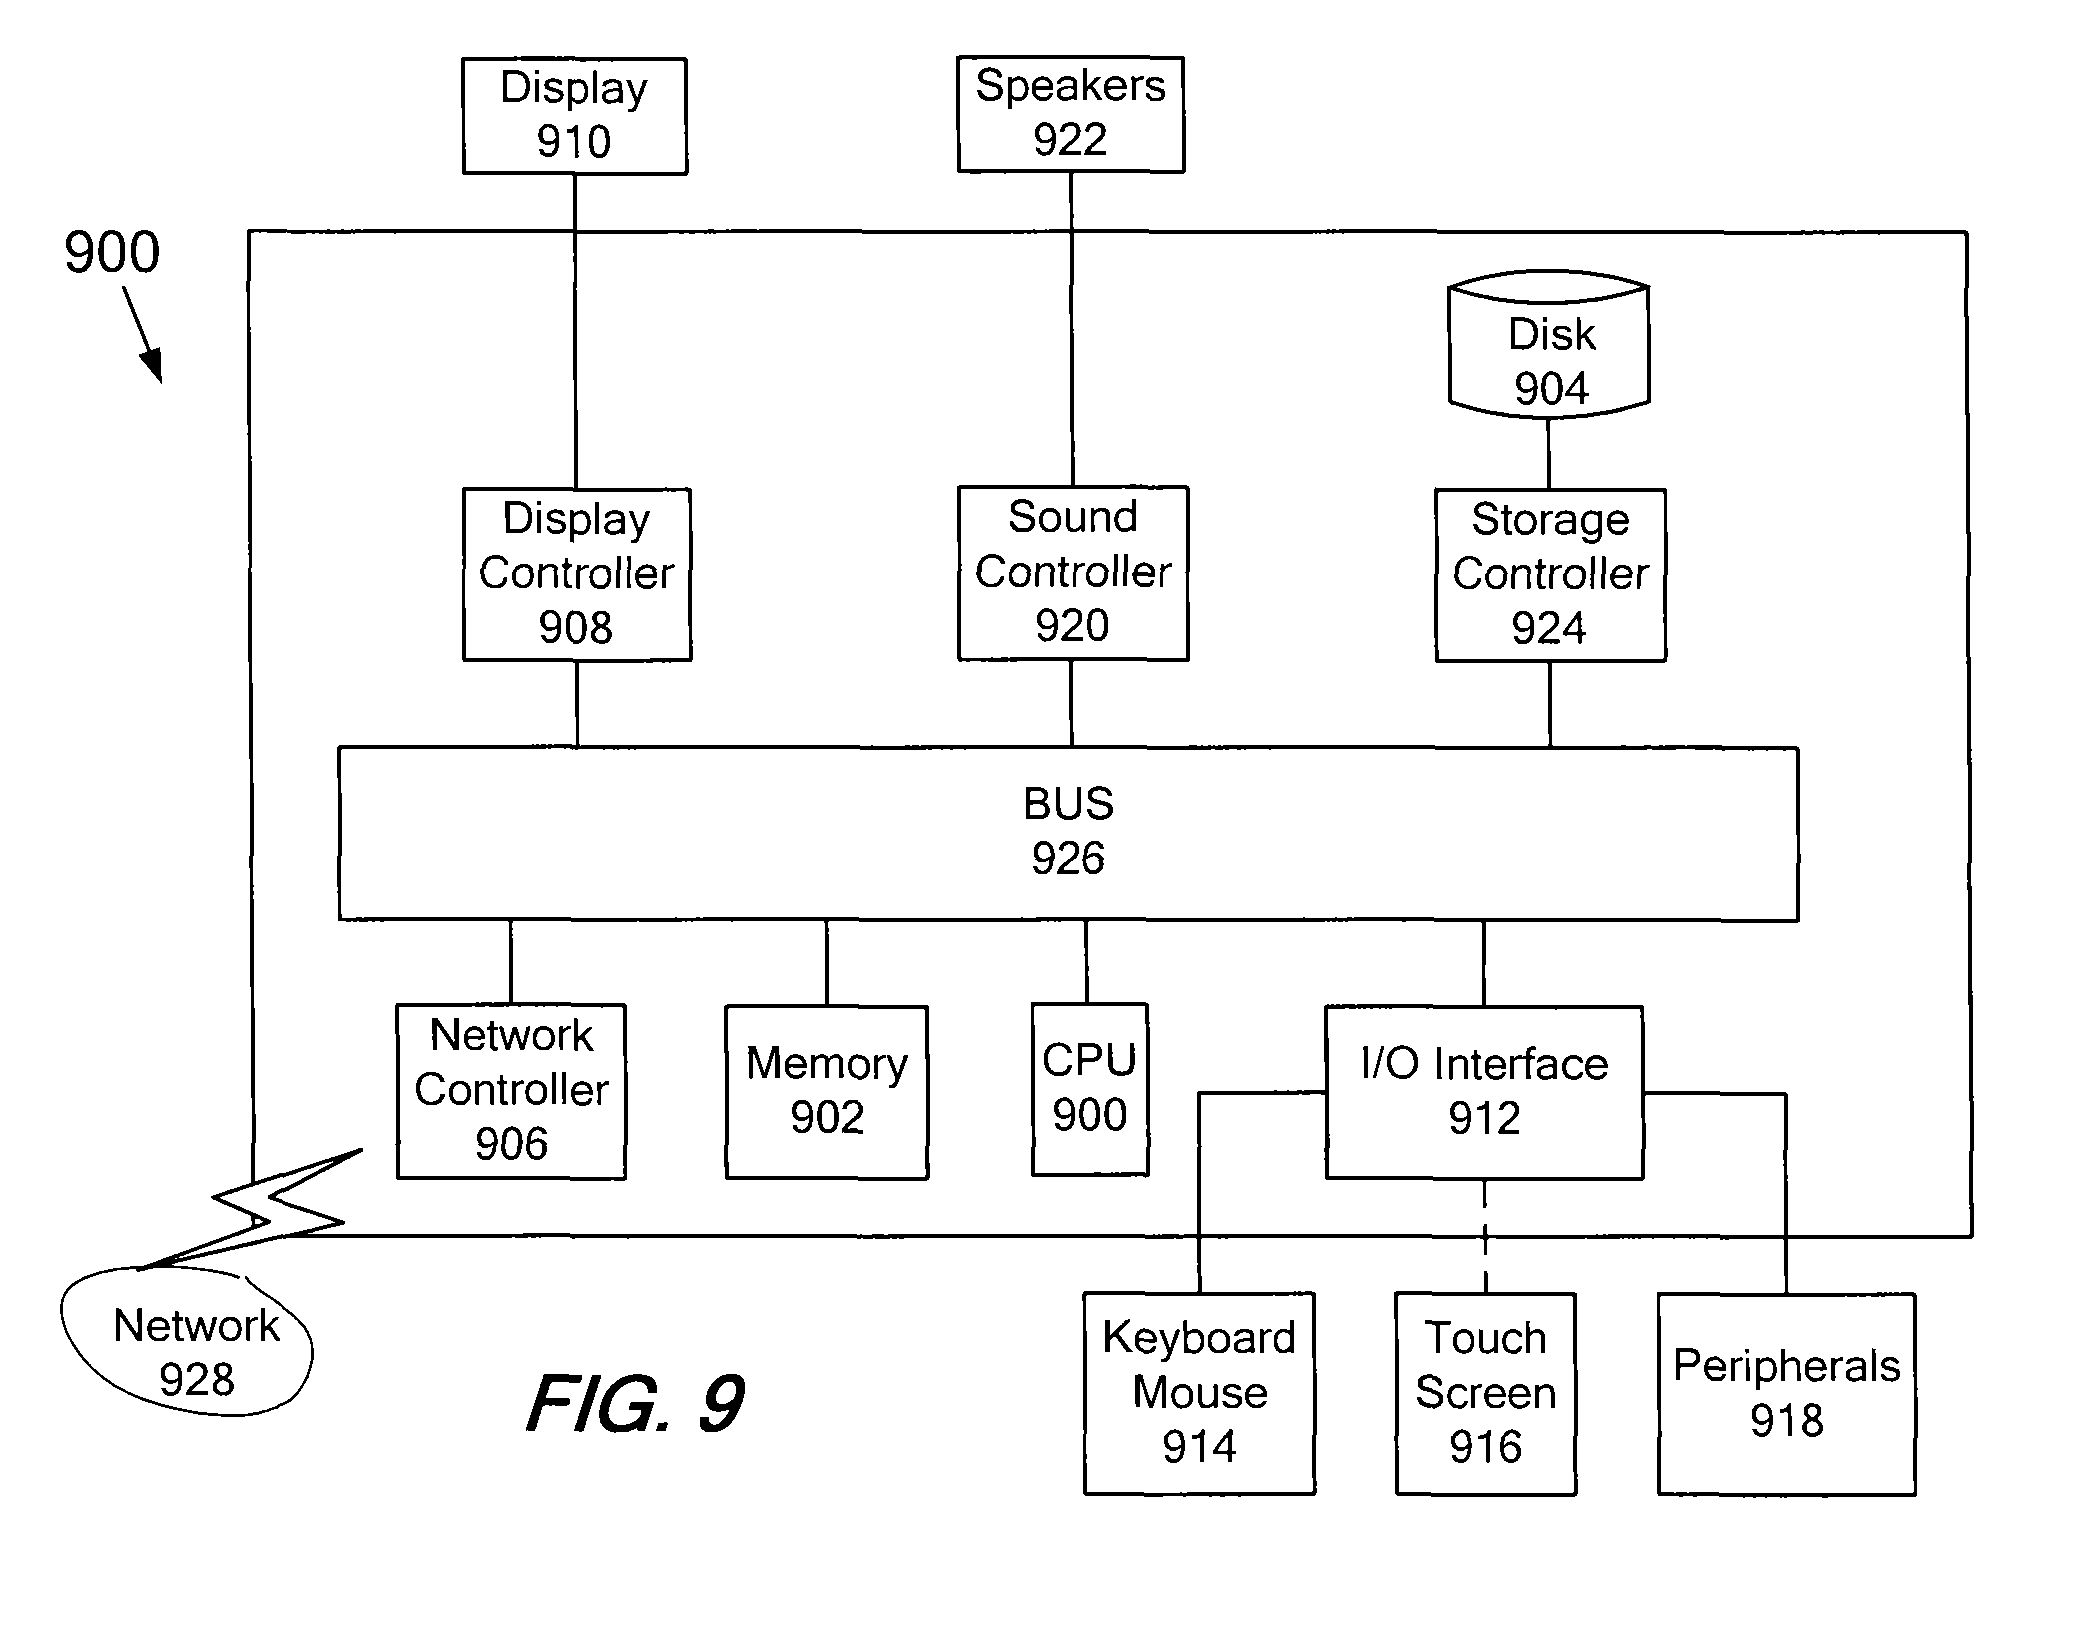 Display
910
Speakers
922
900
Disk
904
Display
Controller
908
Sound
Controller
920
Storage
Controller
924
BUS
926
Network
Controller
906
Memory
902
CPU
900
I/O Interface
912
Network
928
Keyboard
Mouse
914
Touch
Screen
916
Peripherals
918
FIG. 9